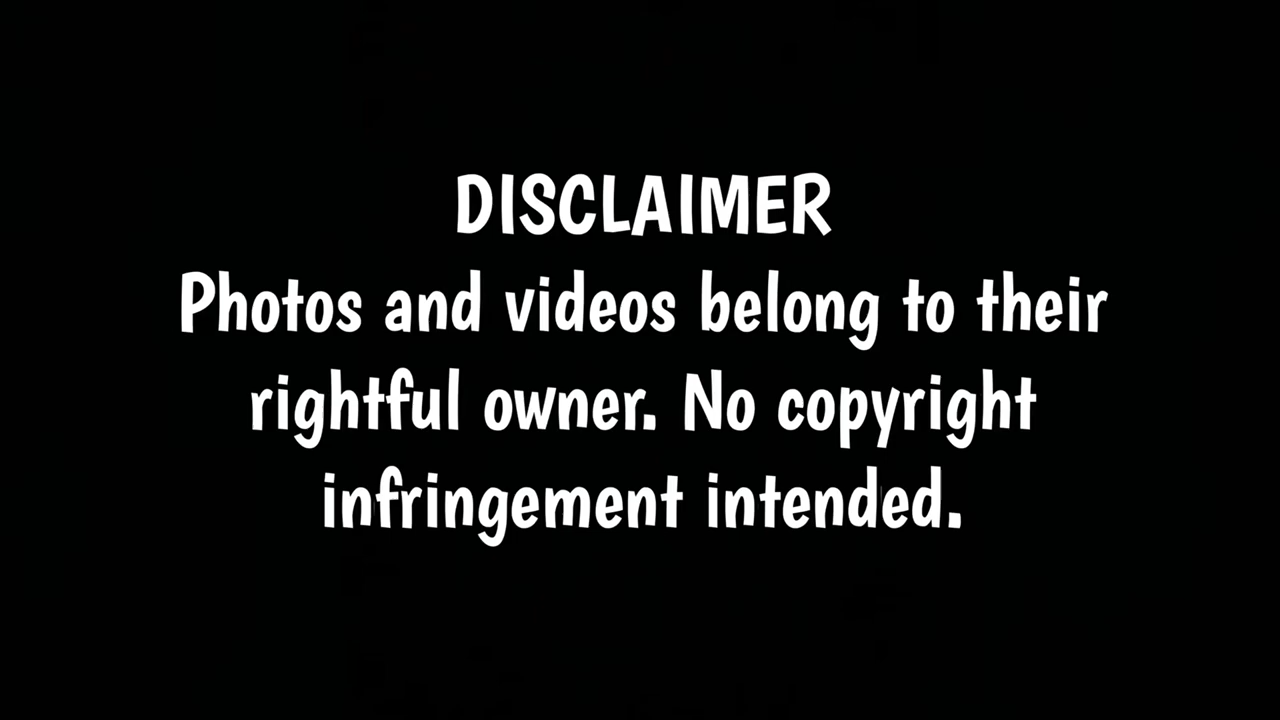 DISCLAIMER
Photos and videos belong to their
rightful owner. No copyright
infringement intended.